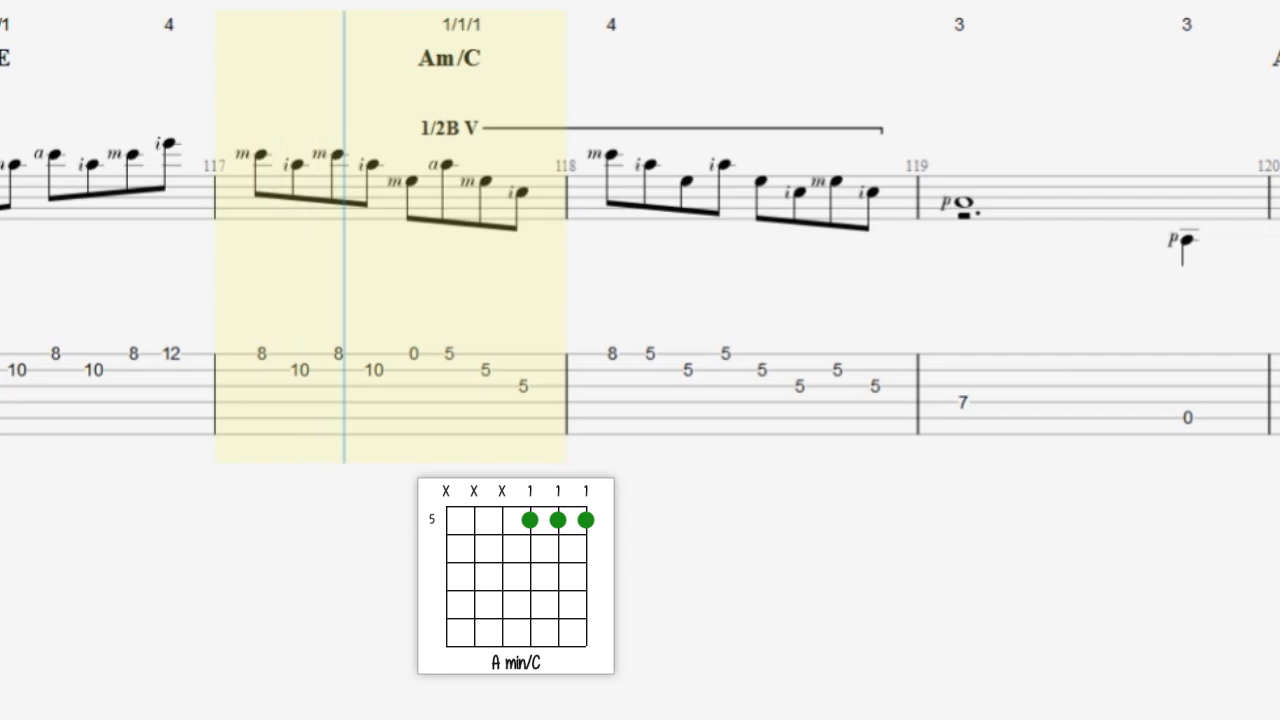 /1 4 1/1/1 4 3 3
E Am/C A
1/2B V
a m i m i m i m a m i m i i i m i p
117 118 119 120
p
8 8 12 8 8 0 5 8 5 5 
10 10 10 10 5 5 5 5
5 5 5
7
0
X X X 1 1 1
5
A min/C